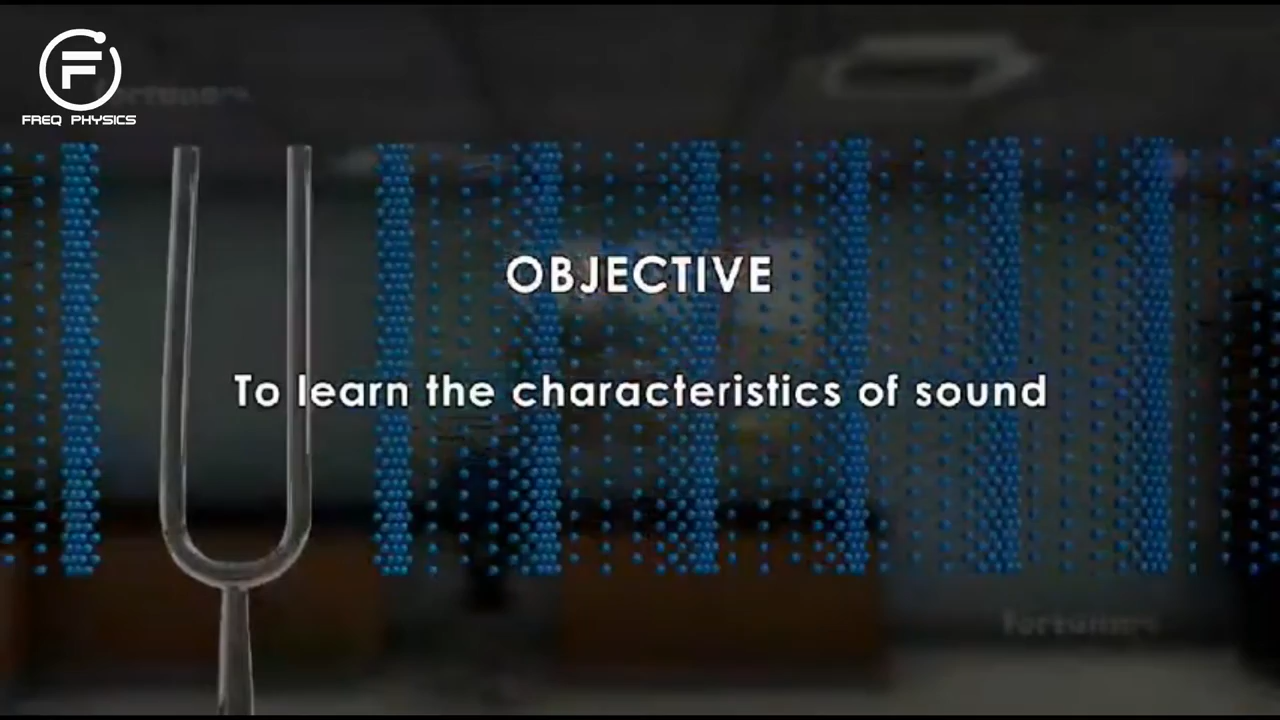 F
FREQ PHYSICS
OBJECTIVE
To learn the characteristics of sound